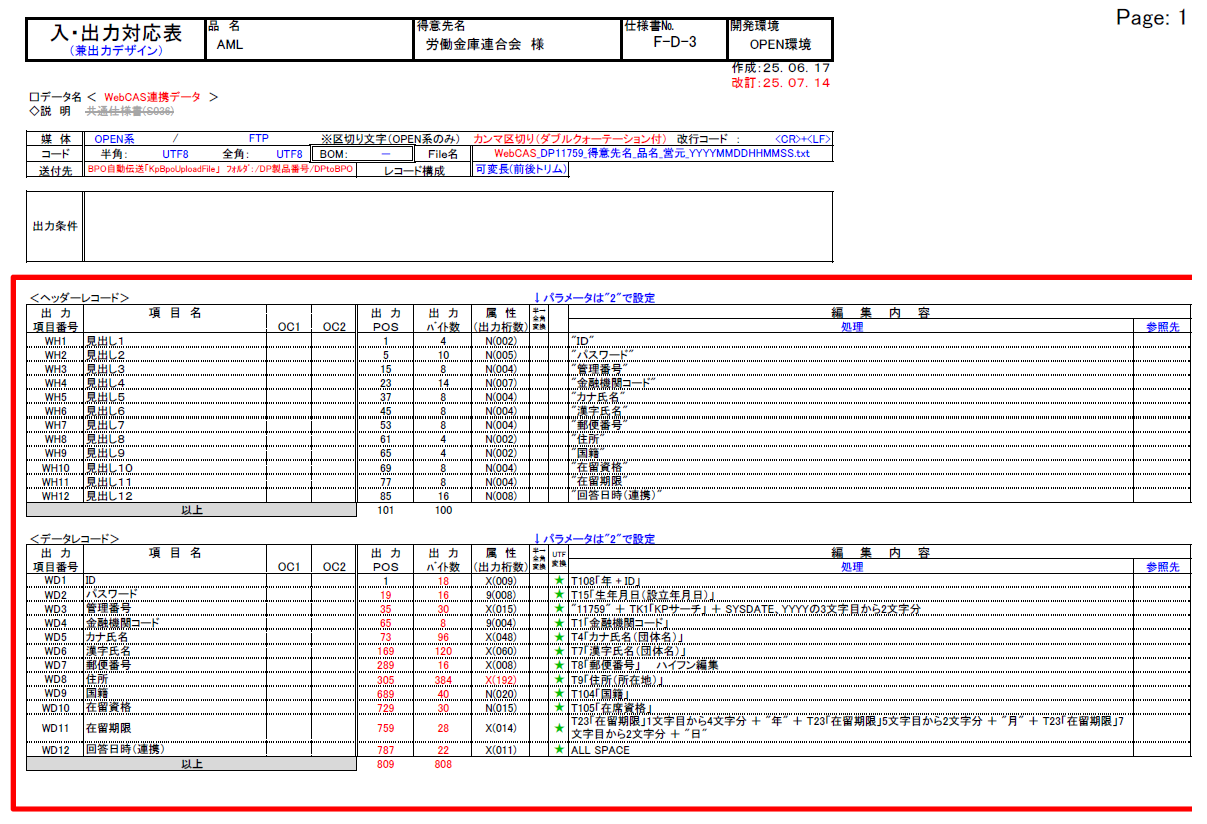 Page: 1
入・出力対応表
(兼出力デザイン)
品 名
AML
得意先名
労働金庫連合会 様
仕様書No.
F-D-3
開発環境
OPEN環境
作成:25. 06. 17
改訂:25. 07. 14
口データ名 < WebCAS連携データ >
◇説 明 共通仕様書(S036)
媒 体 OPEN系 / FTP ※区切り文字(OPEN系のみ) カンマ区切り(ダブルクォーテーション付) 改行コード : <CR>+<LF>
コード 半角: UTF8 全角: UTF8 BOM: － File名 WebCAS_DP11759_得意先名_品名_営元_YYYYMMDDHHMMSS.txt
送付先 BPO自動伝送「KpBpoUploadFile」 フォルダ:/DP製品番号/DPtoBPO レコード構成 可変長(前後トリム)
出力条件
<ヘッダーレコード> ↓パラメータは"2"で設定
出 力 項 目 名 出 力 出 力 属 性 半－全角変換 編 集 内 容
項目番号 OC1 OC2 POS バイト数 (出力桁数) 処理 参照先
WH1 見出し1 1 4 N(002) "ID"
WH2 見出し2 5 10 N(005) "パスワード"
WH3 見出し3 15 8 N(004) "管理番号"
WH4 見出し4 23 14 N(007) "金融機関コード"
WH5 見出し5 37 8 N(004) "カナ氏名"
WH6 見出し6 45 8 N(004) "漢字氏名"
WH7 見出し7 53 8 N(004) "郵便番号"
WH8 見出し8 61 4 N(002) "住所"
WH9 見出し9 65 4 N(002) "国籍"
WH10 見出し10 69 8 N(004) "在留資格"
WH11 見出し11 77 8 N(004) "在留期限"
WH12 見出し12 85 16 N(008) "回答日時(連携)"
以上 101 100
<データレコード> ↓パラメータは"2"で設定
出 力 項 目 名 出 力 出 力 属 性 半－全角変換 UTF変換 編 集 内 容
項目番号 OC1 OC2 POS バイト数 (出力桁数) 処理 参照先
WD1 ID 1 18 X(009) ★ T108「年 + ID」
WD2 パスワード 19 16 9(008) ★ T15「生年月日(設立年月日)」
WD3 管理番号 35 30 X(015) ★ "11759" + TK1「KPサーチ」 + SYSDATE、YYYYの3文字目から2文字分
WD4 金融機関コード 65 8 9(004) ★ T1「金融機関コード」
WD5 カナ氏名 73 96 X(048) ★ T4「カナ氏名(団体名)」
WD6 漢字氏名 169 120 X(060) ★ T7「漢字氏名(団体名)」
WD7 郵便番号 289 16 X(008) ★ T8「郵便番号」 ハイフン編集
WD8 住所 305 384 X(192) ★ T9「住所(所在地)」
WD9 国籍 689 40 N(020) ★ T104「国籍」
WD10 在留資格 729 30 N(015) ★ T105「在席資格」
WD11 在留期限 759 28 X(014) ★ T23「在留期限」1文字目から4文字分 + "年" + T23「在留期限」5文字目から2文字分 + "月" + T23「在留期限」7
文字目から2文字分 + "日"
WD12 回答日時(連携) 787 22 X(011) ★ ALL SPACE
以上 809 808